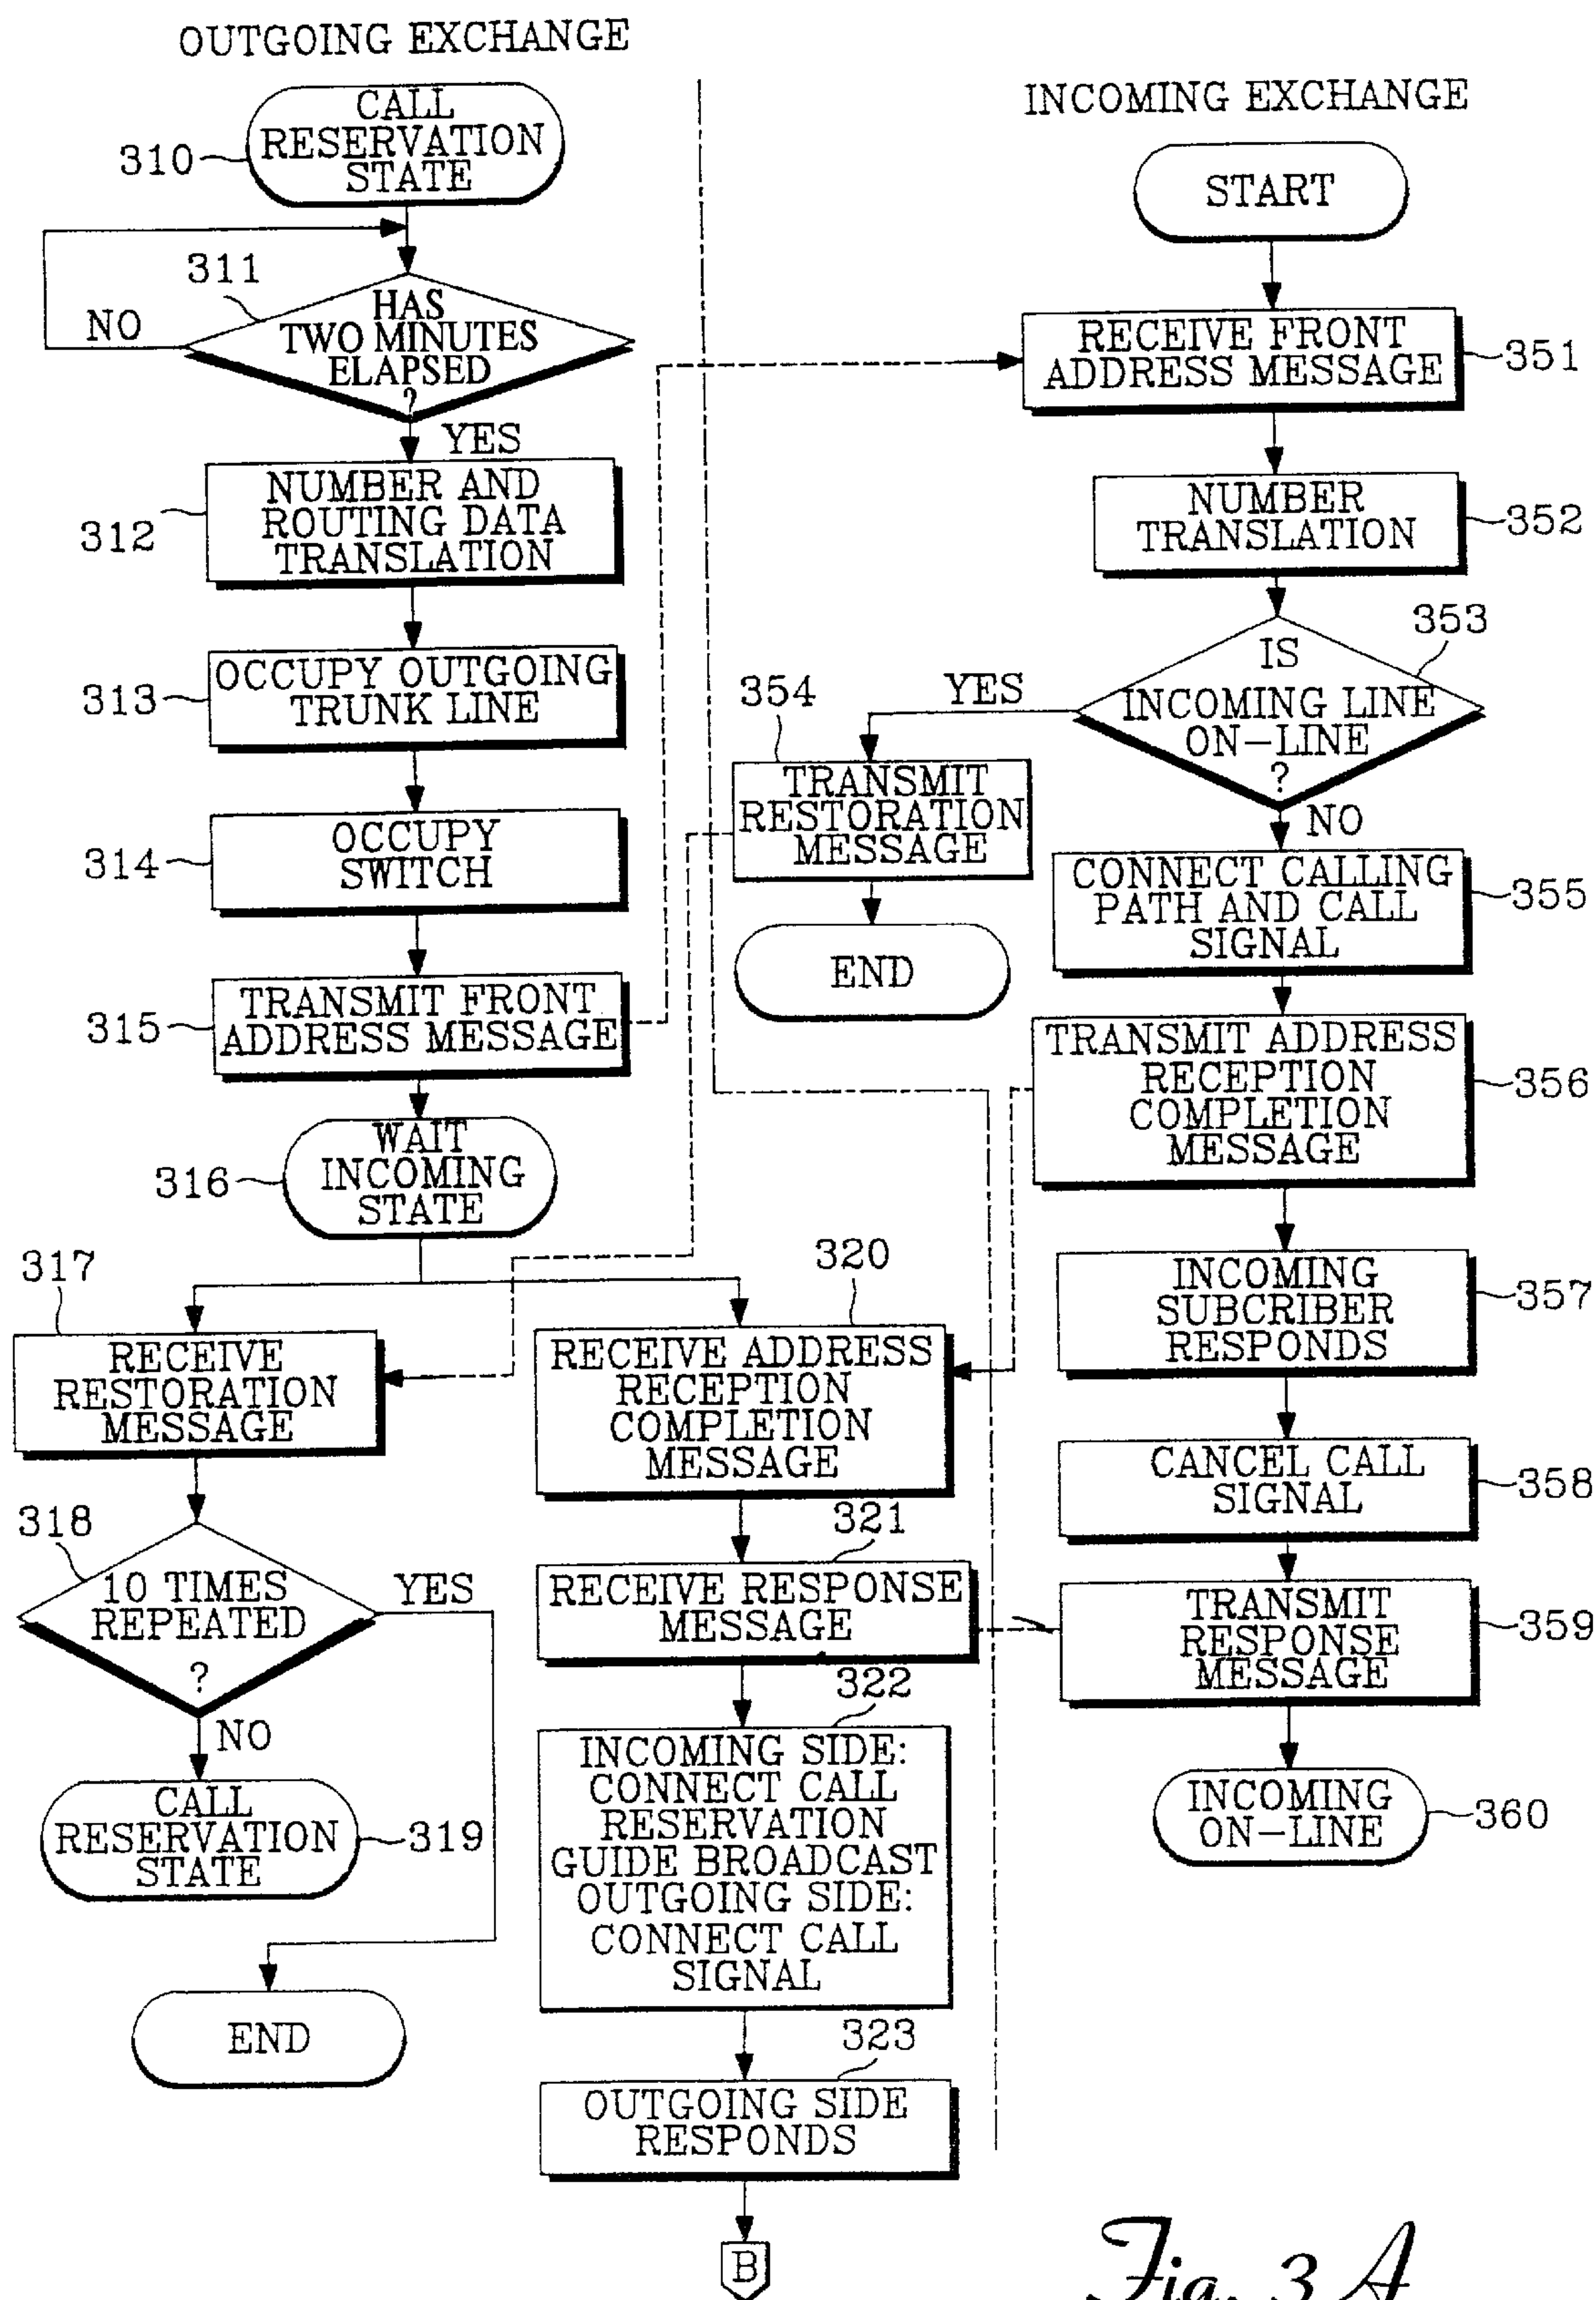 OUTGOING EXCHANGE
CALL
RESERVATION
STATE
310
311
HAS
TWO MINUTES
ELAPSED
?
NO
YES
NUMBER AND
ROUTING DATA
TRANSLATION
312
OCCUPY OUTGOING
TRUNK LINE
313
OCCUPY
SWITCH
314
TRANSMIT FRONT
ADDRESS MESSAGE
315
WAIT
INCOMING
STATE
316
317
RECEIVE
RESTORATION
MESSAGE
318
10 TIMES
REPEATED
?
YES
NO
CALL
RESERVATION
STATE
319
END
320
RECEIVE ADDRESS
RECEPTION
COMPLETION
MESSAGE
321
RECEIVE RESPONSE
MESSAGE
322
INCOMING SIDE:
CONNECT CALL
RESERVATION
GUIDE BROADCAST
OUTGOING SIDE:
CONNECT CALL
SIGNAL
323
OUTGOING SIDE
RESPONDS
B
INCOMING EXCHANGE
START
RECEIVE FRONT
ADDRESS MESSAGE
351
NUMBER
TRANSLATION
352
353
IS
INCOMING LINE
ON-LINE
?
YES
NO
354
TRANSMIT
RESTORATION
MESSAGE
END
CONNECT CALLING
PATH AND CALL
SIGNAL
355
TRANSMIT ADDRESS
RECEPTION
COMPLETION
MESSAGE
356
INCOMING
SUBCRIBER
RESPONDS
357
CANCEL CALL
SIGNAL
358
TRANSMIT
RESPONSE
MESSAGE
359
INCOMING
ON-LINE
360
Fig. 3A